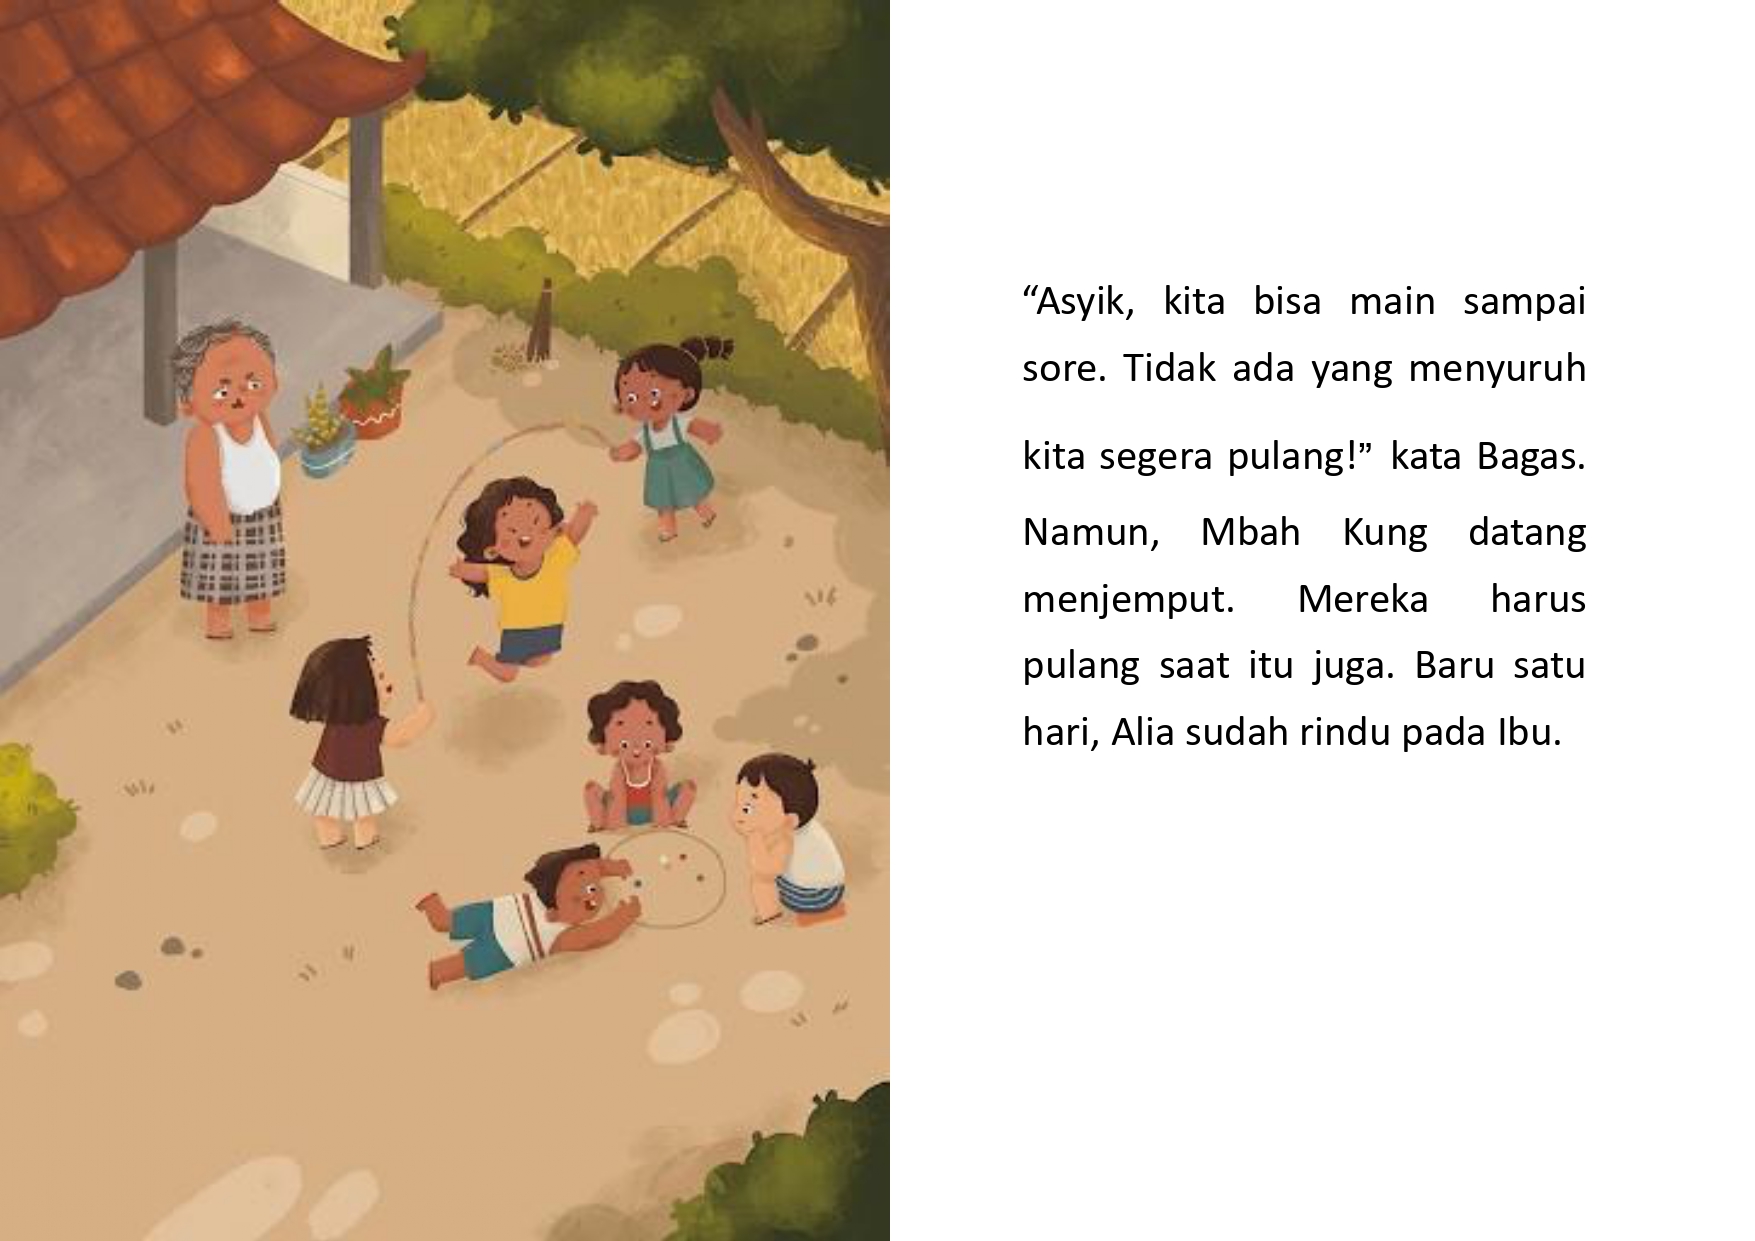 “Asyik, kita bisa main sampai
sore. Tidak ada yang menyuruh
kita segera pulang!” kata Bagas.
Namun, Mbah Kung datang
menjemput. Mereka harus
pulang saat itu juga. Baru satu
hari, Alia sudah rindu pada Ibu.